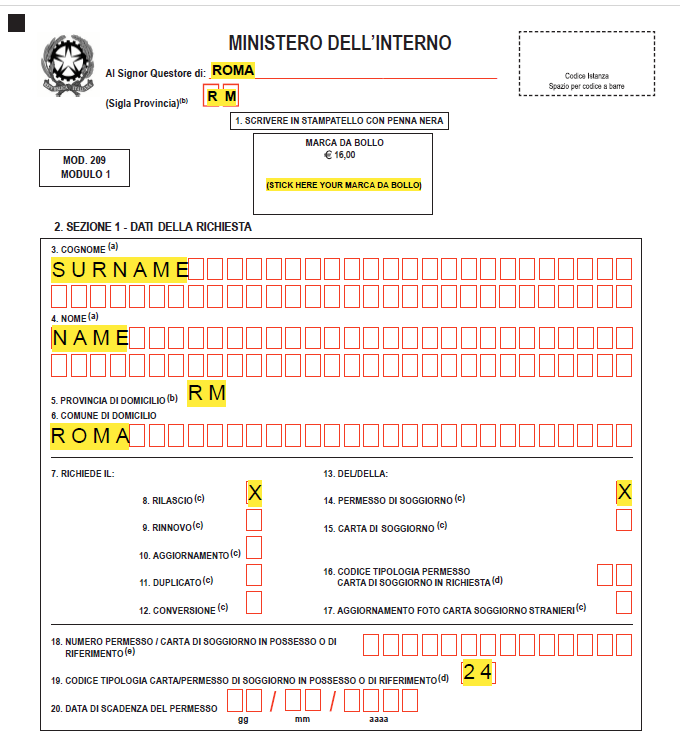 MINISTERO DELL'INTERNO
Al Signor Questore di: ROMA
Codice Istanza
Spazio per codice a barre
(Sigla Provincia)(b) R M
1. SCRIVERE IN STAMPATELLO CON PENNA NERA
MARCA DA BOLLO
€ 16,00
(STICK HERE YOUR MARCA DA BOLLO)
MOD. 209
MODULO 1
2. SEZIONE 1 - DATI DELLA RICHIESTA
3. COGNOME (a)
SURNAME
4. NOME(a)
NAME
5. PROVINCIA DI DOMICILIO(b) RM
6. COMUNE DI DOMICILIO
ROMA
7. RICHIEDE IL:
8. RILASCIO(c) X
9. RINNOVO(c)
10. AGGIORNAMENTO(c)
11. DUPLICATO(c)
12. CONVERSIONE (c)
13. DEL/DELLA:
14. PERMESSO DI SOGGIORNO(c) X
15. CARTA DI SOGGIORNO (c)
16. CODICE TIPOLOGIA PERMESSO
CARTA DI SOGGIORNO IN RICHIESTA(d)
17. AGGIORNAMENTO FOTO CARTA SOGGIORNO STRANIERI(c)
18. NUMERO PERMESSO / CARTA DI SOGGIORNO IN POSSESSO O DI
RIFERIMENTO(e)
19. CODICE TIPOLOGIA CARTA/PERMESSO DI SOGGIORNO IN POSSESSO O DI RIFERIMENTO(d) 24
20. DATA DI SCADENZA DEL PERMESSO / /
gg mm aaaa